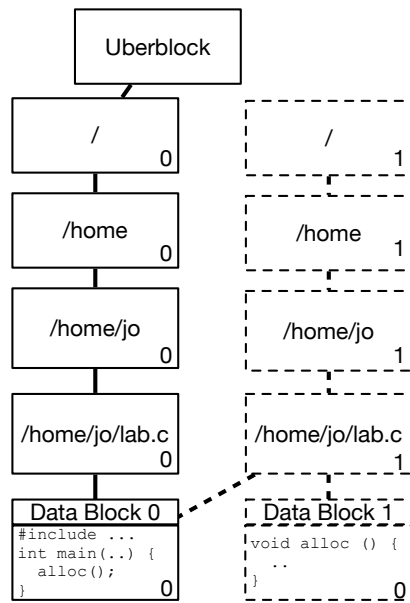 Uberblock
/
0
/home
0
/home/jo
0
/home/jo/lab.c
0
Data Block 0
#include ...
int main(..) {
  alloc();
}
0
/
1
/home
1
/home/jo
1
/home/jo/lab.c
1
Data Block 1
void alloc () {
  ..
}
0